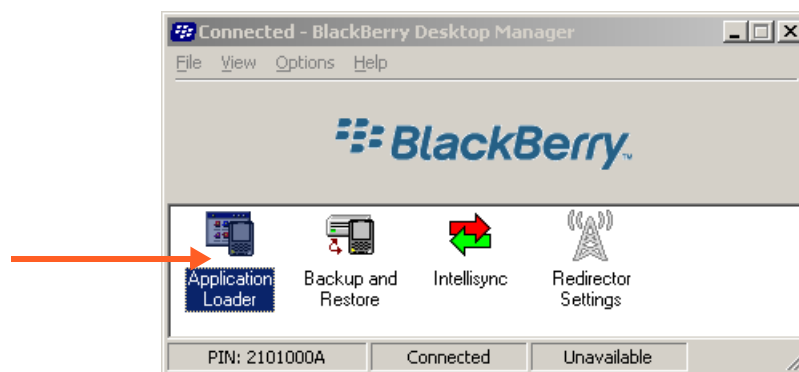 Connected - BlackBerry Desktop Manager
File View Options Help
BlackBerry™
Application Loader
Backup and Restore
Intellisync
Redirector Settings
PIN: 2101000A Connected Unavailable